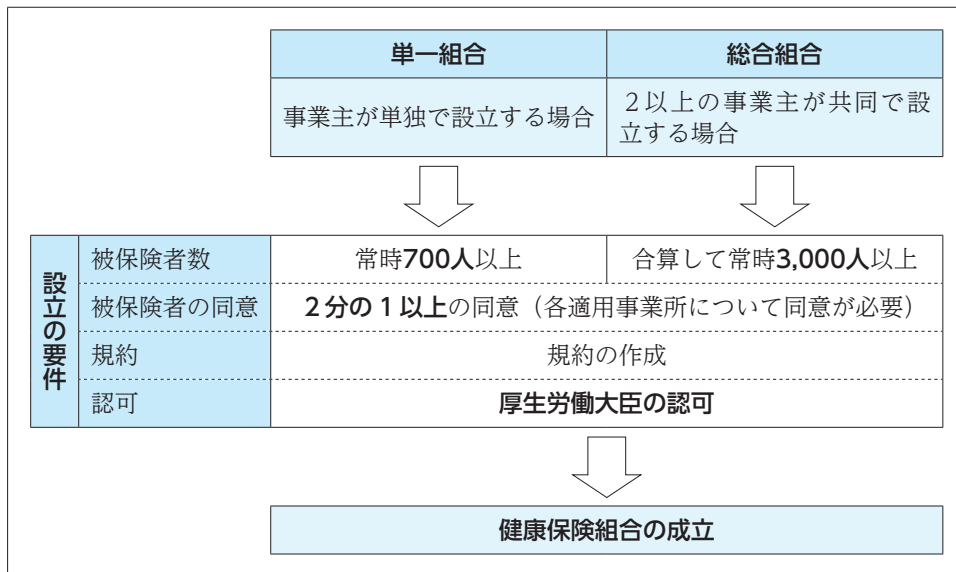 単一組合
総合組合
事業主が単独で設立する場合
２以上の事業主が共同で設
立する場合
設立の要件
被保険者数
常時700人以上
合算して常時3,000人以上
被保険者の同意
２分の１以上の同意（各適用事業所について同意が必要）
規約
規約の作成
認可
厚生労働大臣の認可
健康保険組合の成立